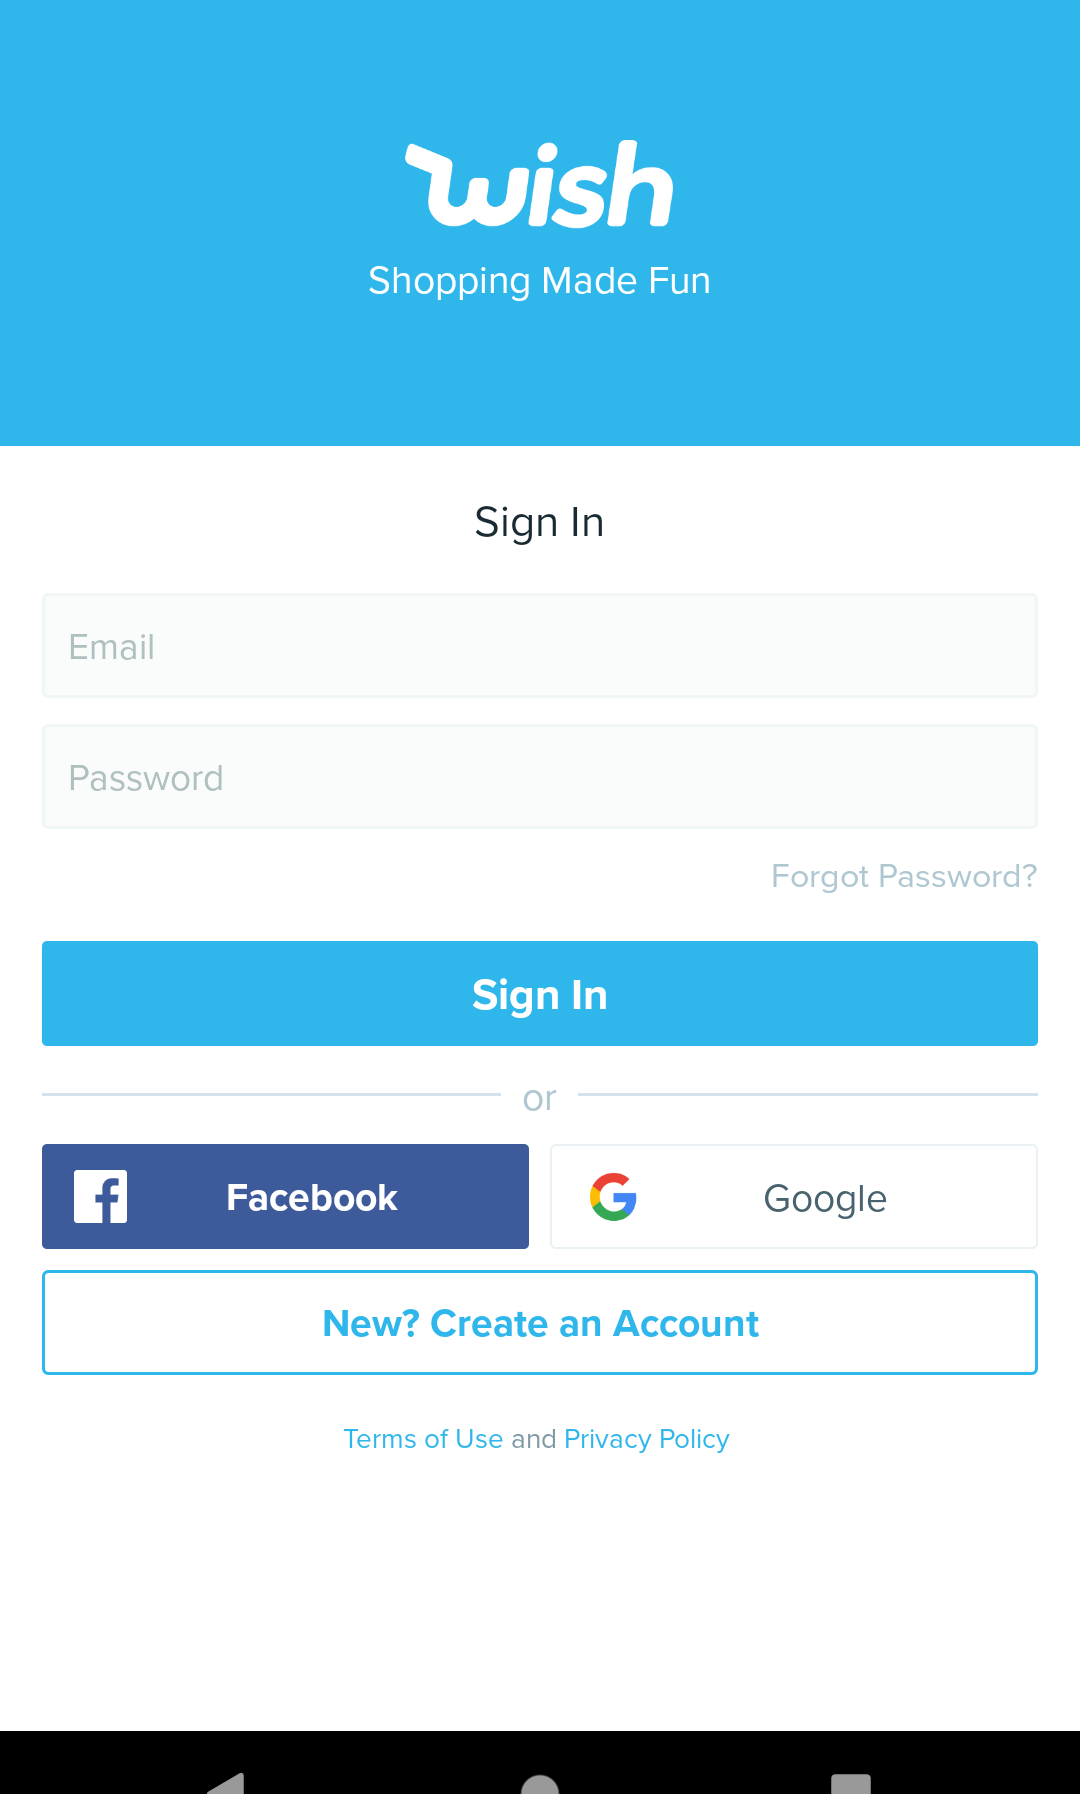 wish
Shopping Made Fun
Sign In
Email
Password
Forgot Password?
Sign In
or
Facebook
Google
New? Create an Account
Terms of Use and Privacy Policy